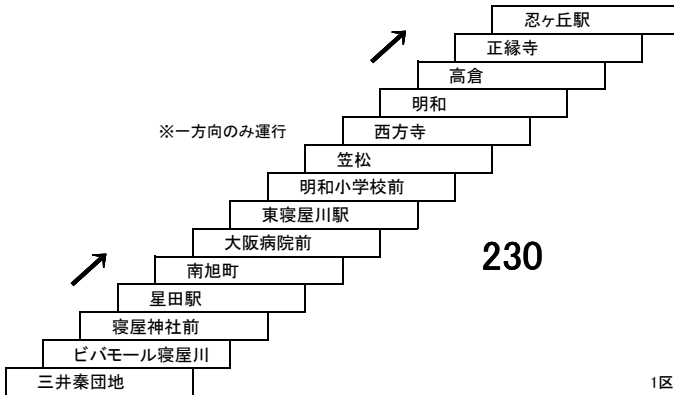 忍ヶ丘駅
正縁寺
高倉
明和
※一方向のみ運行
西方寺
笠松
明和小学校前
東寝屋川駅
大阪病院前
230
南旭町
星田駅
寝屋神社前
ビバモール寝屋川
三井秦団地
1区